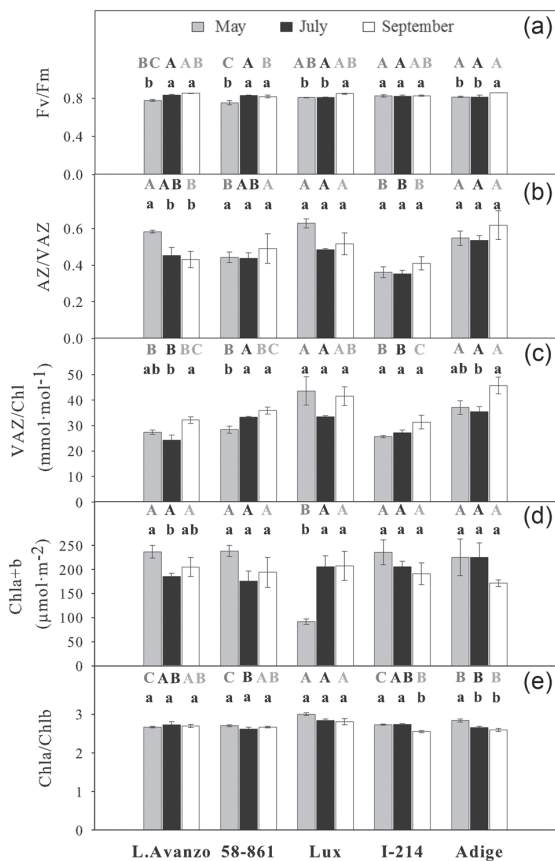 May July September
(a)
BC A AB C A B AB B AB A A A A A A
b a a b a a b b a a a a b b a
Fv/Fm
0.8
0.4
0.0
(b)
A AB B B AB A A A A B B B A A A
a b b a a a a a a a a a a a a
AZ/VAZ
0.6
0.4
0.2
0.0
(c)
B B BC B A BC A A AB B B C A A A
ab b a b a a a a a a a a ab b a
VAZ/Chl
(mmol·mol-1)
50
40
30
20
10
0
(d)
A A A A A A B A A A A A A A A
a b ab a a a b a a a a a a a a
Chla+b
(μmol·m-2)
250
200
150
100
50
0
(e)
C AB AB C B AB A A A C AB B B B B
a a a a a a a a a a a b a b b
Chla/Chlb
3
2
1
0
L.Avanzo 58-861 Lux I-214 Adige